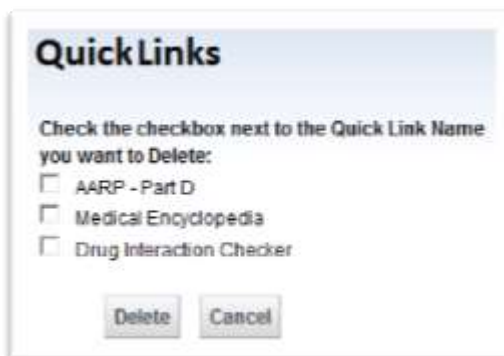 Quick Links
Check the checkbox next to the Quick Link Name
you want to Delete:
AARP - Part D
Medical Encyclopedia
Drug Interaction Checker
Delete Cancel